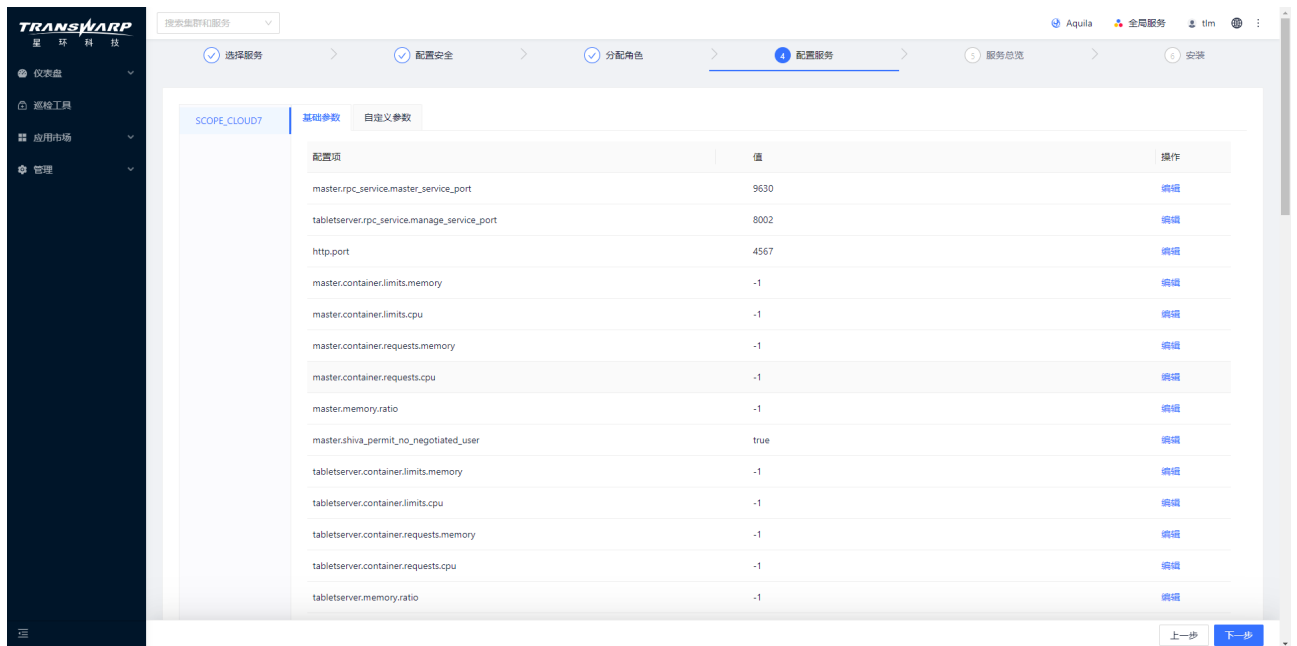 TRANSWARP
星 环 科 技
搜索集群和服务
Aquila 全局服务 tlm
仪表盘
巡检工具
应用市场
管理
选择服务 配置安全 分配角色 4 配置服务 5 服务总览 6 安装
SCOPE_CLOUD7
基础参数 自定义参数
配置项 值 操作
master.rpc_service.master_service_port 9630 编辑
tabletserver.rpc_service.manage_service_port 8002 编辑
http.port 4567 编辑
master.container.limits.memory -1 编辑
master.container.limits.cpu -1 编辑
master.container.requests.memory -1 编辑
master.container.requests.cpu -1 编辑
master.memory.ratio -1 编辑
master.shiva_permit_no_negotiated_user true 编辑
tabletserver.container.limits.memory -1 编辑
tabletserver.container.limits.cpu -1 编辑
tabletserver.container.requests.memory -1 编辑
tabletserver.container.requests.cpu -1 编辑
tabletserver.memory.ratio -1 编辑
上一步 下一步